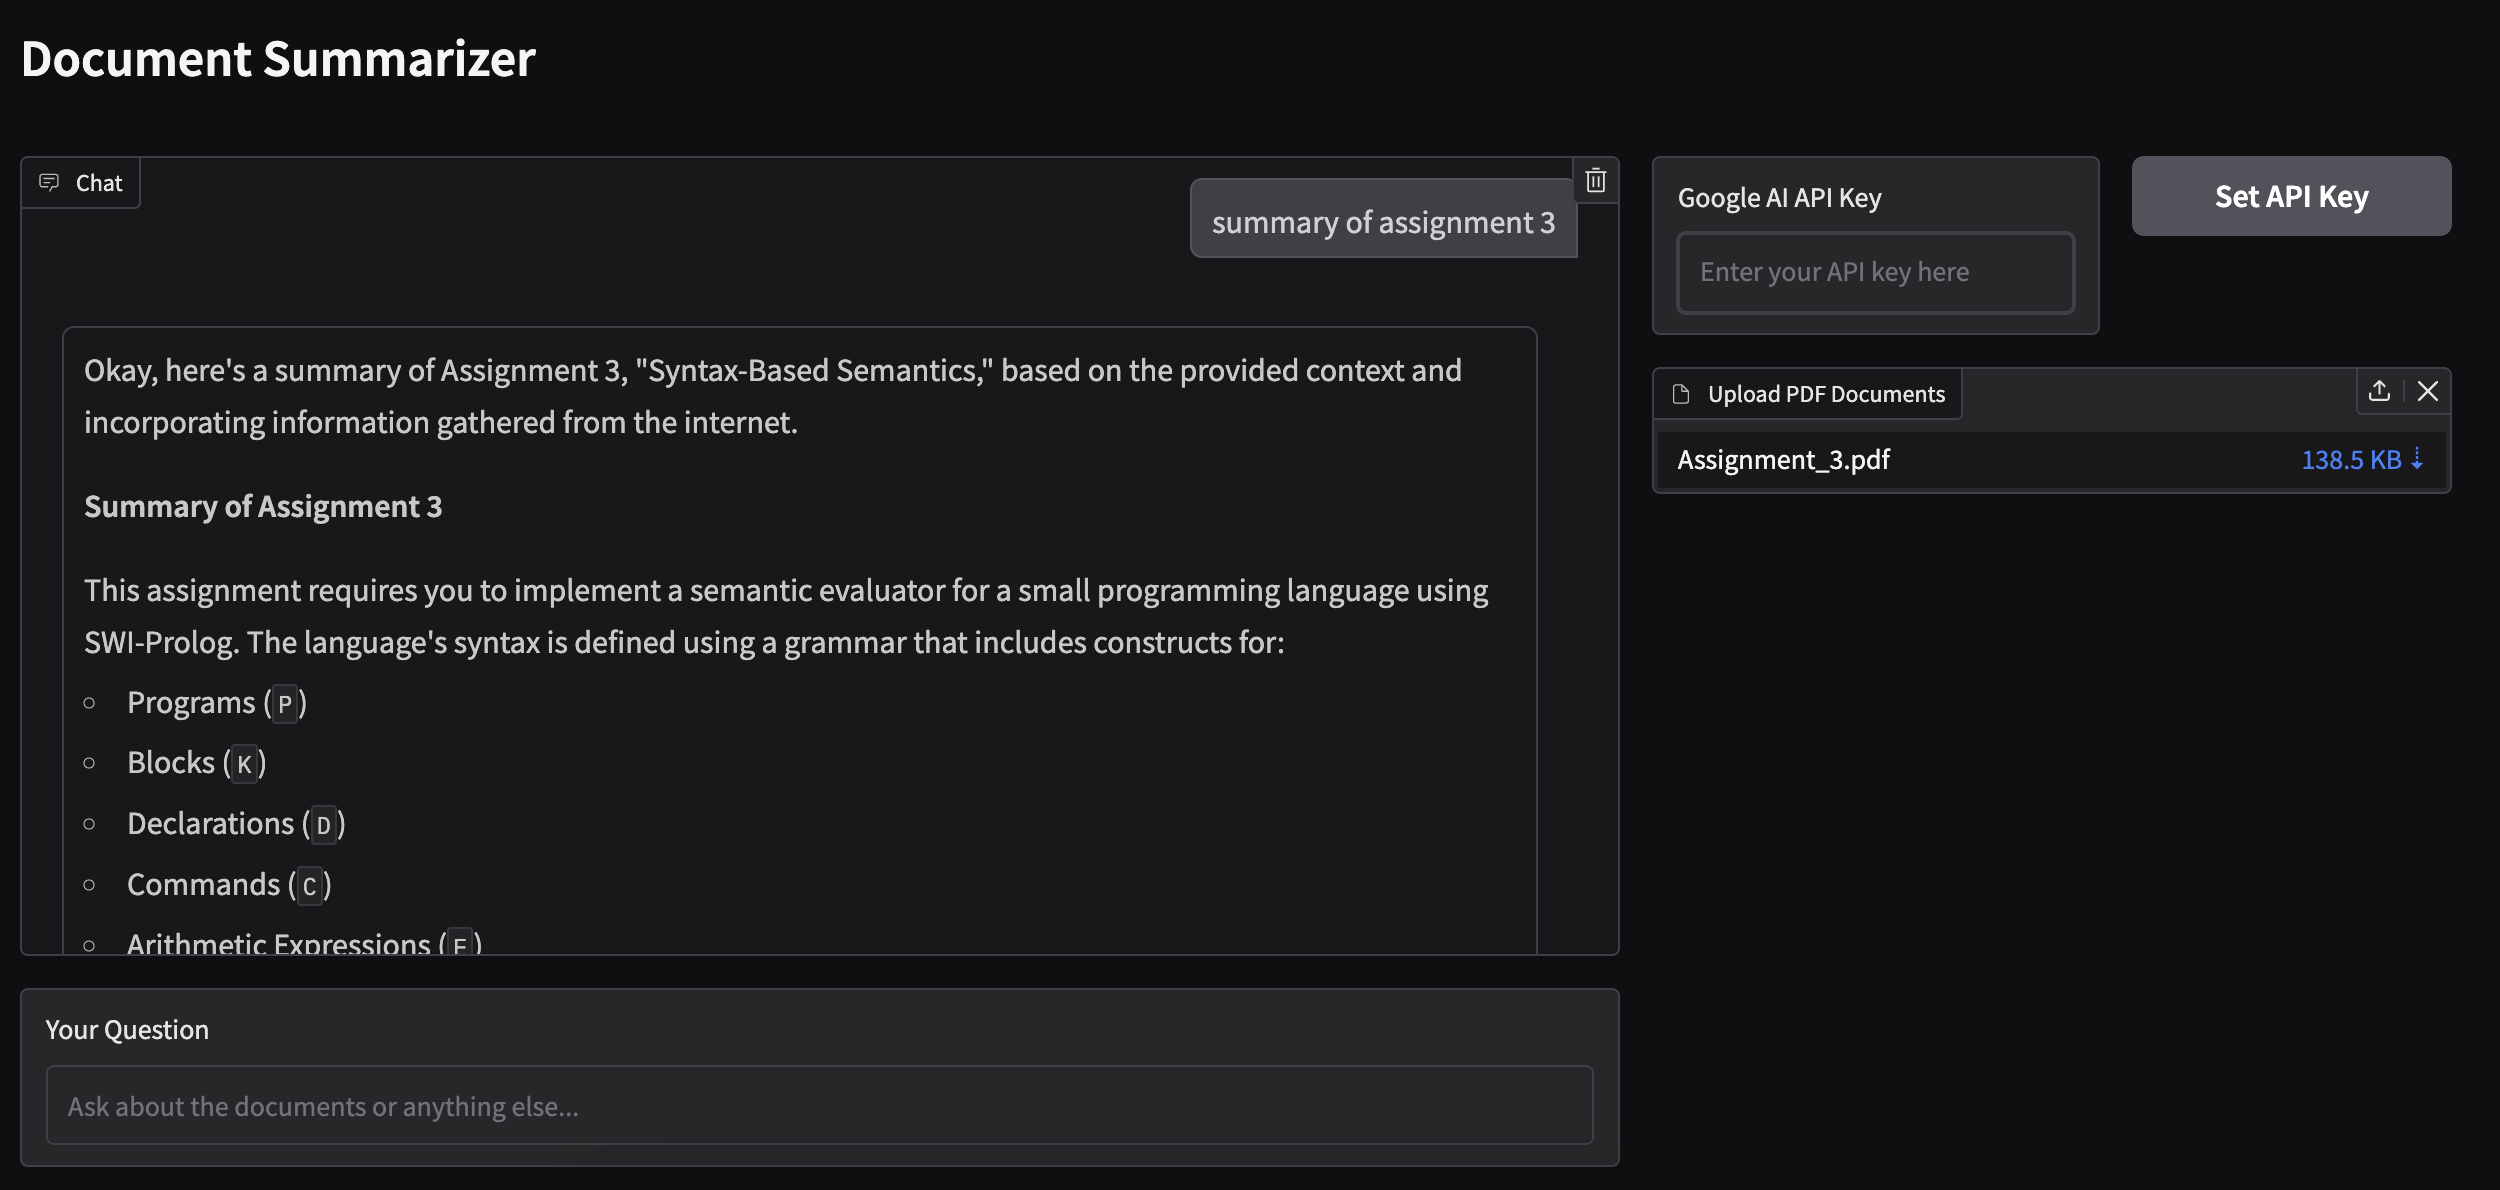 Document Summarizer
Chat
summary of assignment 3
Okay, here's a summary of Assignment 3, "Syntax-Based Semantics," based on the provided context and
incorporating information gathered from the internet.
Summary of Assignment 3
This assignment requires you to implement a semantic evaluator for a small programming language using
SWI-Prolog. The language's syntax is defined using a grammar that includes constructs for:
Programs (P)
Blocks (K)
Declarations (D)
Commands (C)
Arithmetic Expressions (E)
Your Question
Ask about the documents or anything else...
Google AI API Key
Enter your API key here
Set API Key
Upload PDF Documents
Assignment_3.pdf 138.5 KB ⇣